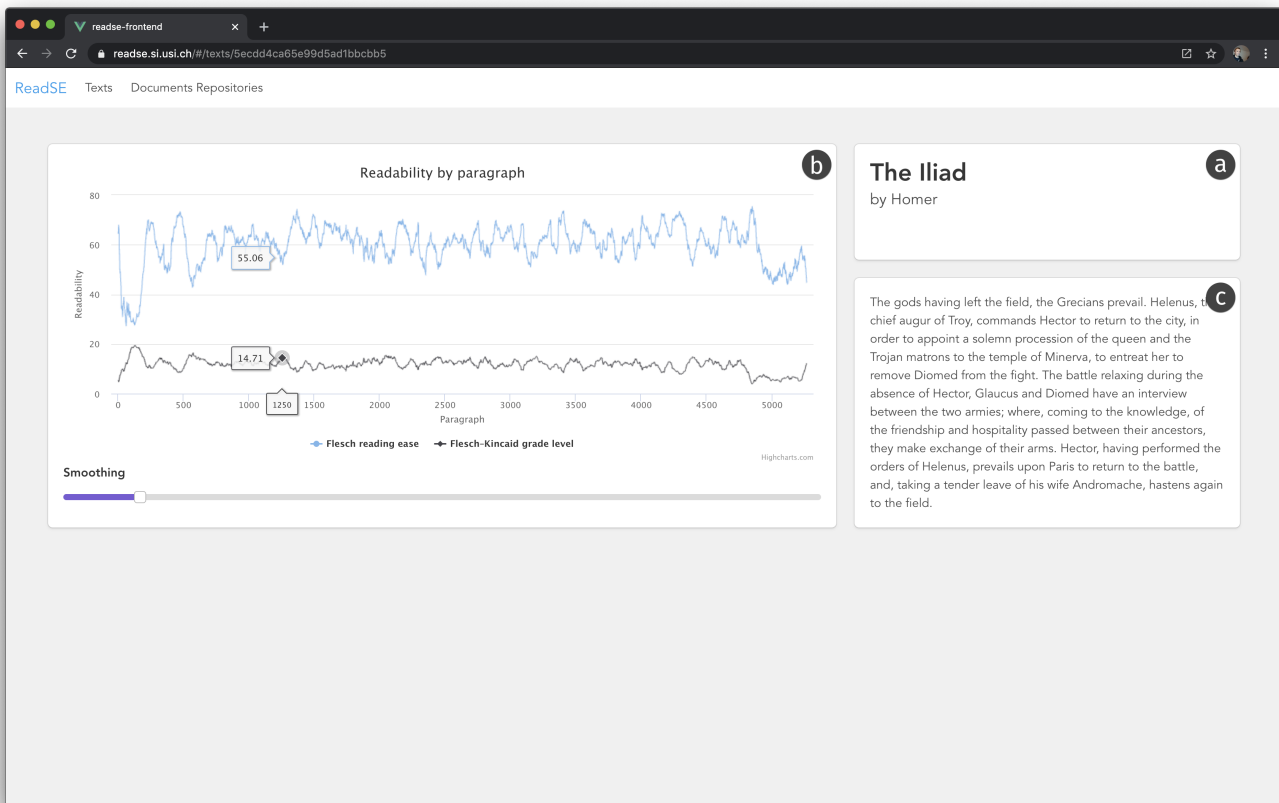 readse-frontend
readse.si.usi.ch/#/texts/5ecdd4ca65e99d5ad1bbcbb5
ReadSE Texts Documents Repositories
Readability by paragraph
b
80
60
40
20
0
Readability
55.06
14.71
0 500 1000 1250 1500 2000 2500 3000 3500 4000 4500 5000
Paragraph
Flesch reading ease Flesch-Kincaid grade level
Highcharts.com
Smoothing
The Iliad
a
by Homer
c
The gods having left the field, the Grecians prevail. Helenus,
chief augur of Troy, commands Hector to return to the city, in
order to appoint a solemn procession of the queen and the
Trojan matrons to the temple of Minerva, to entreat her to
remove Diomed from the fight. The battle relaxing during the
absence of Hector, Glaucus and Diomed have an interview
between the two armies; where, coming to the knowledge, of
the friendship and hospitality passed between their ancestors,
they make exchange of their arms. Hector, having performed the
orders of Helenus, prevails upon Paris to return to the battle,
and, taking a tender leave of his wife Andromache, hastens again
to the field.